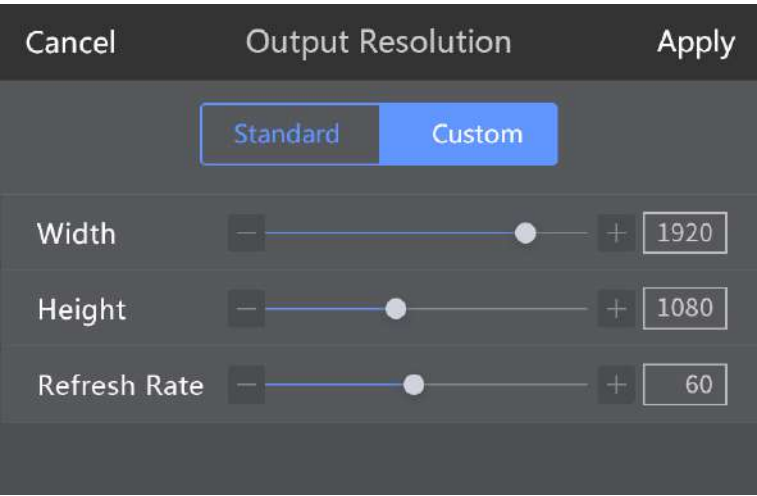 Cancel Output Resolution Apply
Standard Custom
Width − + 1920
Height − + 1080
Refresh Rate − + 60